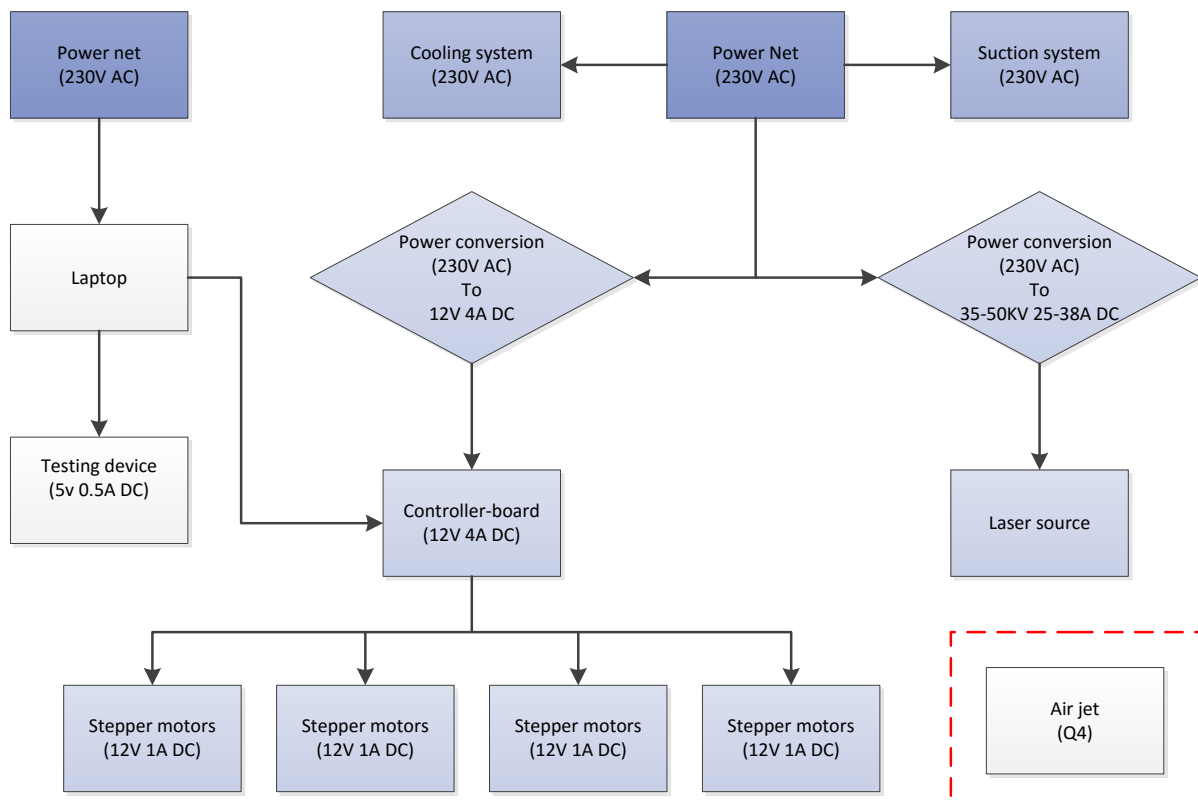 Power net
(230V AC)
Cooling system
(230V AC)
Power Net
(230V AC)
Suction system
(230V AC)
Laptop
Power conversion
(230V AC)
To
12V 4A DC
Power conversion
(230V AC)
To
35-50KV 25-38A DC
Testing device
(5v 0.5A DC)
Controller-board
(12V 4A DC)
Laser source
Stepper motors
(12V 1A DC)
Stepper motors
(12V 1A DC)
Stepper motors
(12V 1A DC)
Stepper motors
(12V 1A DC)
Air jet
(Q4)